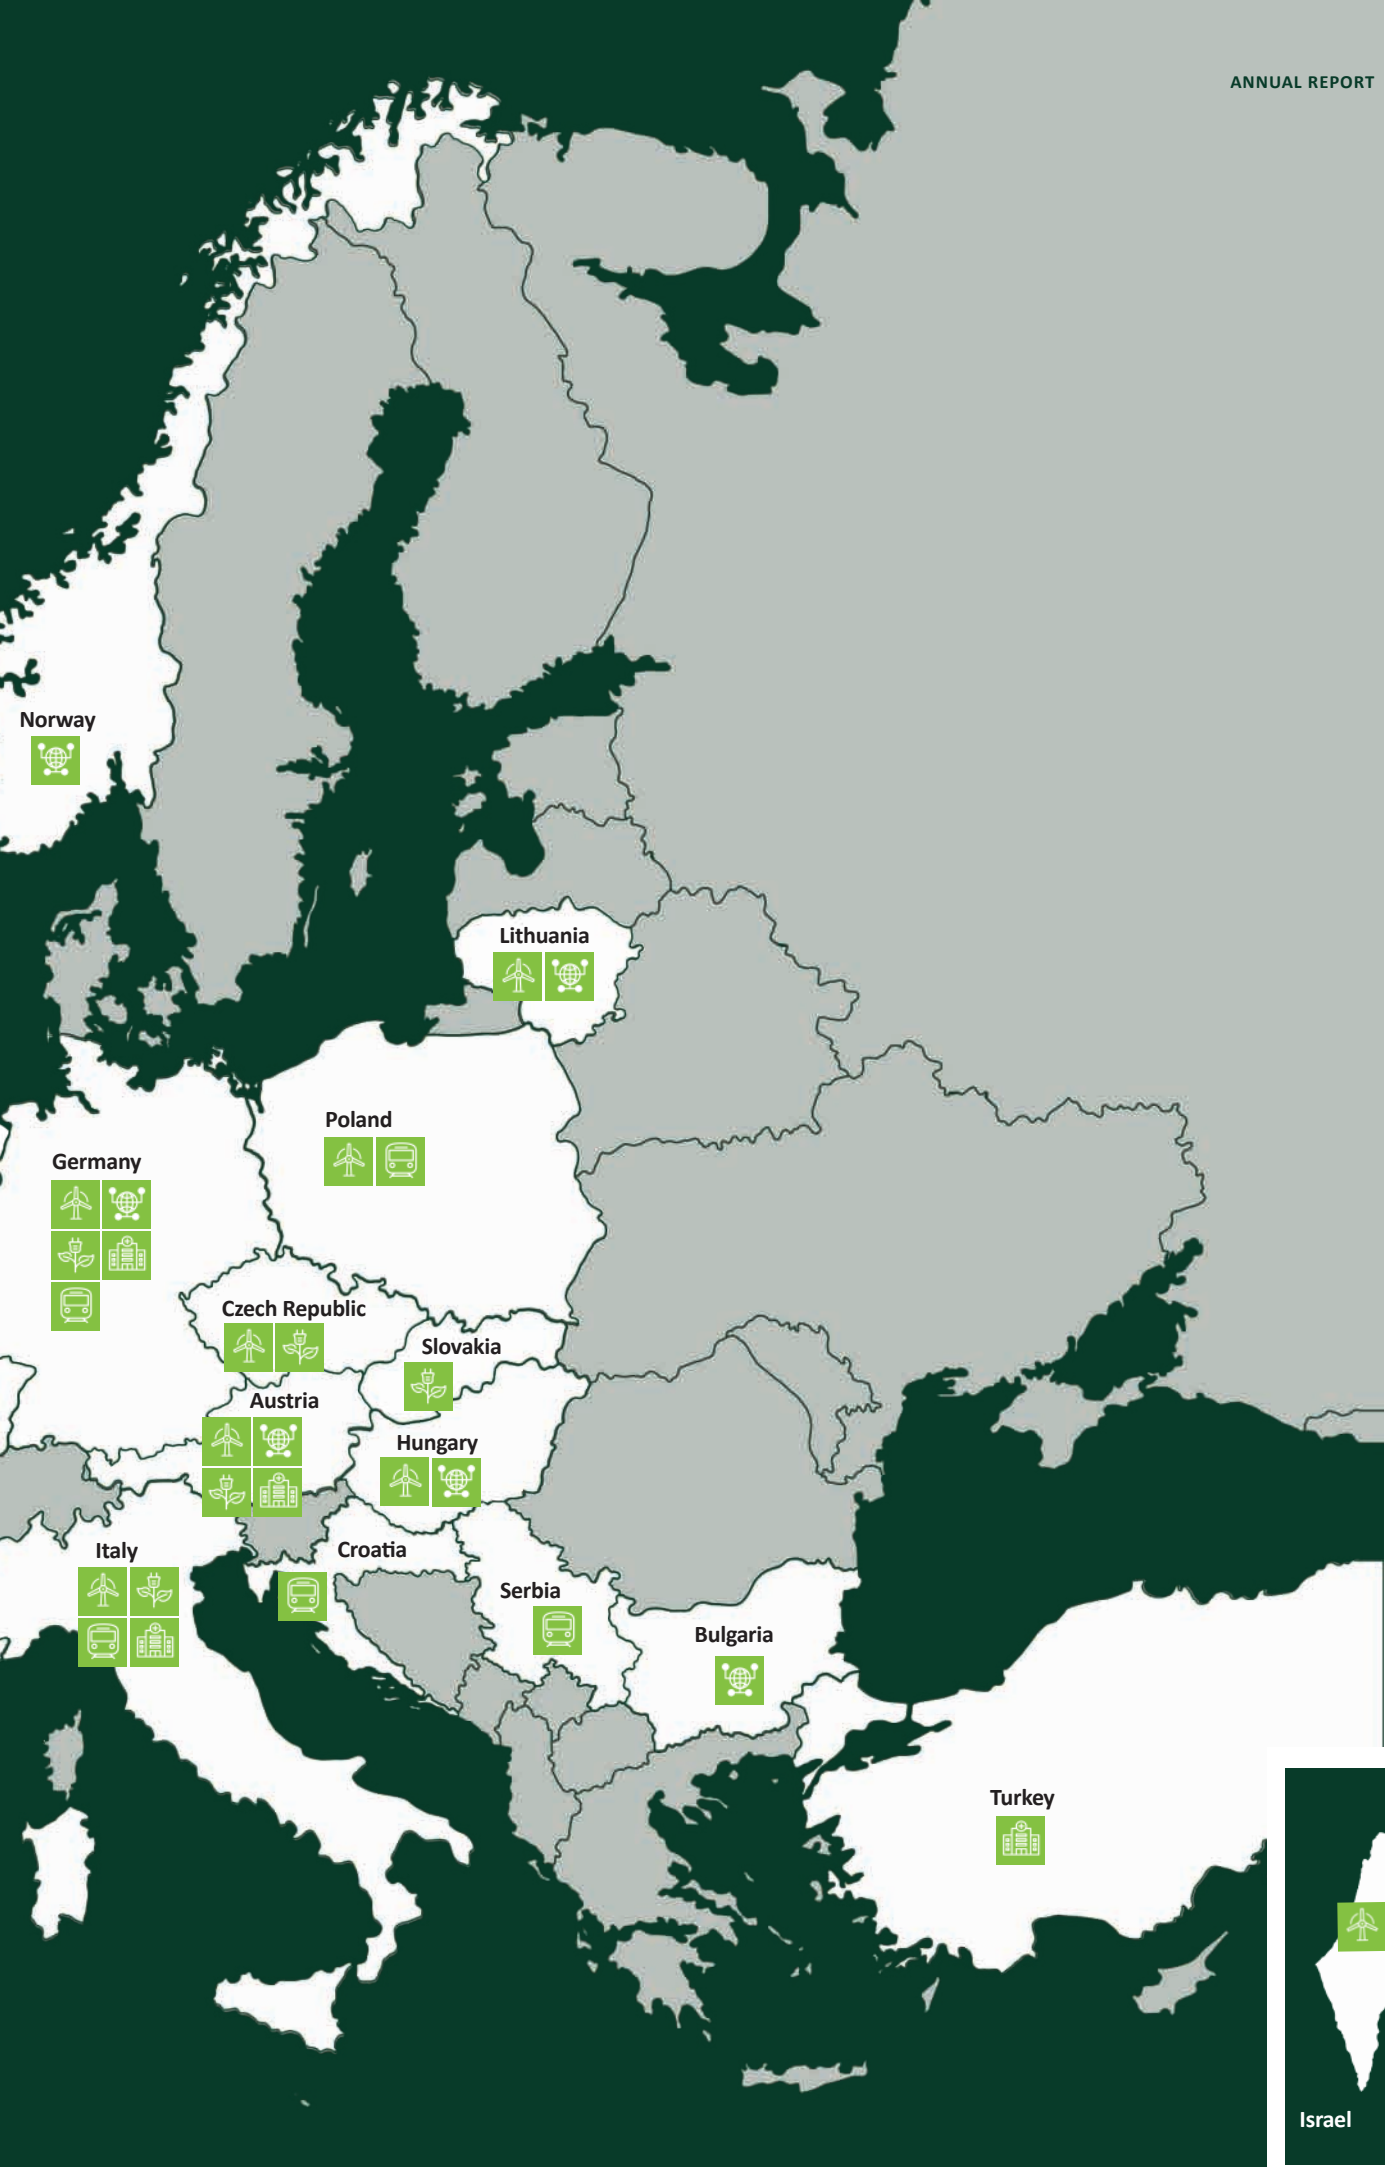 ANNUAL REPORT
Norway
Lithuania
Poland
Germany
Czech Republic
Slovakia
Austria
Hungary
Italy
Croatia
Serbia
Bulgaria
Turkey
Israel